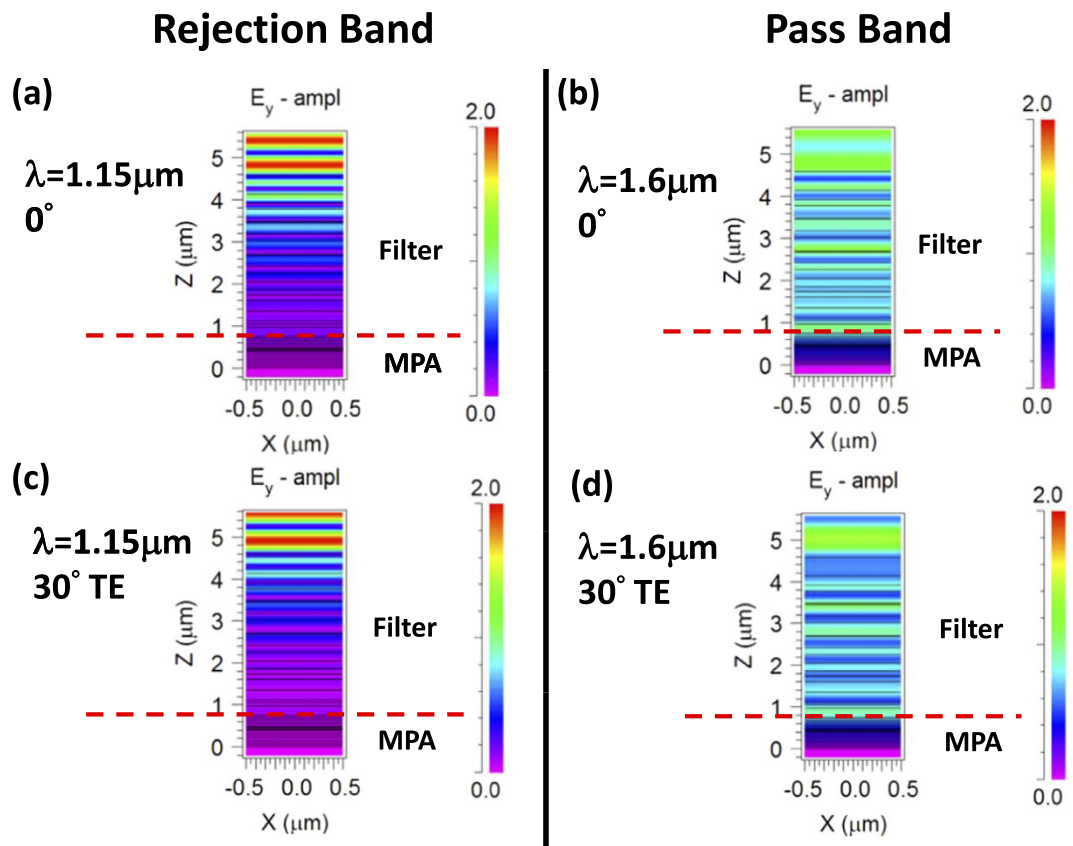 Rejection Band
Pass Band
(a)
Ey - ampl
2.0
λ=1.15μm
0°
5
4
3
2
1
0
Z (μm)
Filter
MPA
0.0
-0.5 0.0 0.5
X (μm)
(b)
Ey - ampl
2.0
λ=1.6μm
0°
5
4
3
2
1
0
Z (μm)
Filter
MPA
0.0
-0.5 0.0 0.5
X (μm)
(c)
Ey - ampl
2.0
λ=1.15μm
30° TE
5
4
3
2
1
0
Z (μm)
Filter
MPA
0.0
-0.5 0.0 0.5
X (μm)
(d)
Ey - ampl
2.0
λ=1.6μm
30° TE
5
4
3
2
1
0
Z (μm)
Filter
MPA
0.0
-0.5 0.0 0.5
X (μm)